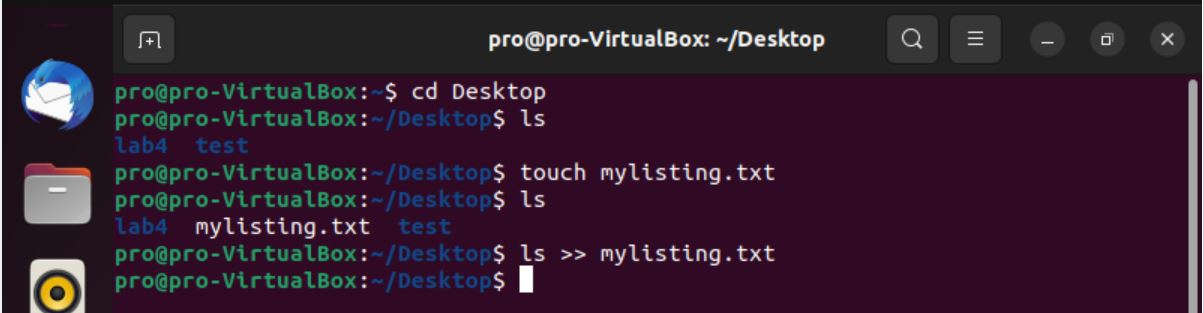 pro@pro-VirtualBox: ~/Desktop
pro@pro-VirtualBox:~$ cd Desktop
pro@pro-VirtualBox:~/Desktop$ ls
lab4  test
pro@pro-VirtualBox:~/Desktop$ touch mylisting.txt
pro@pro-VirtualBox:~/Desktop$ ls
lab4  mylisting.txt  test
pro@pro-VirtualBox:~/Desktop$ ls >> mylisting.txt
pro@pro-VirtualBox:~/Desktop$